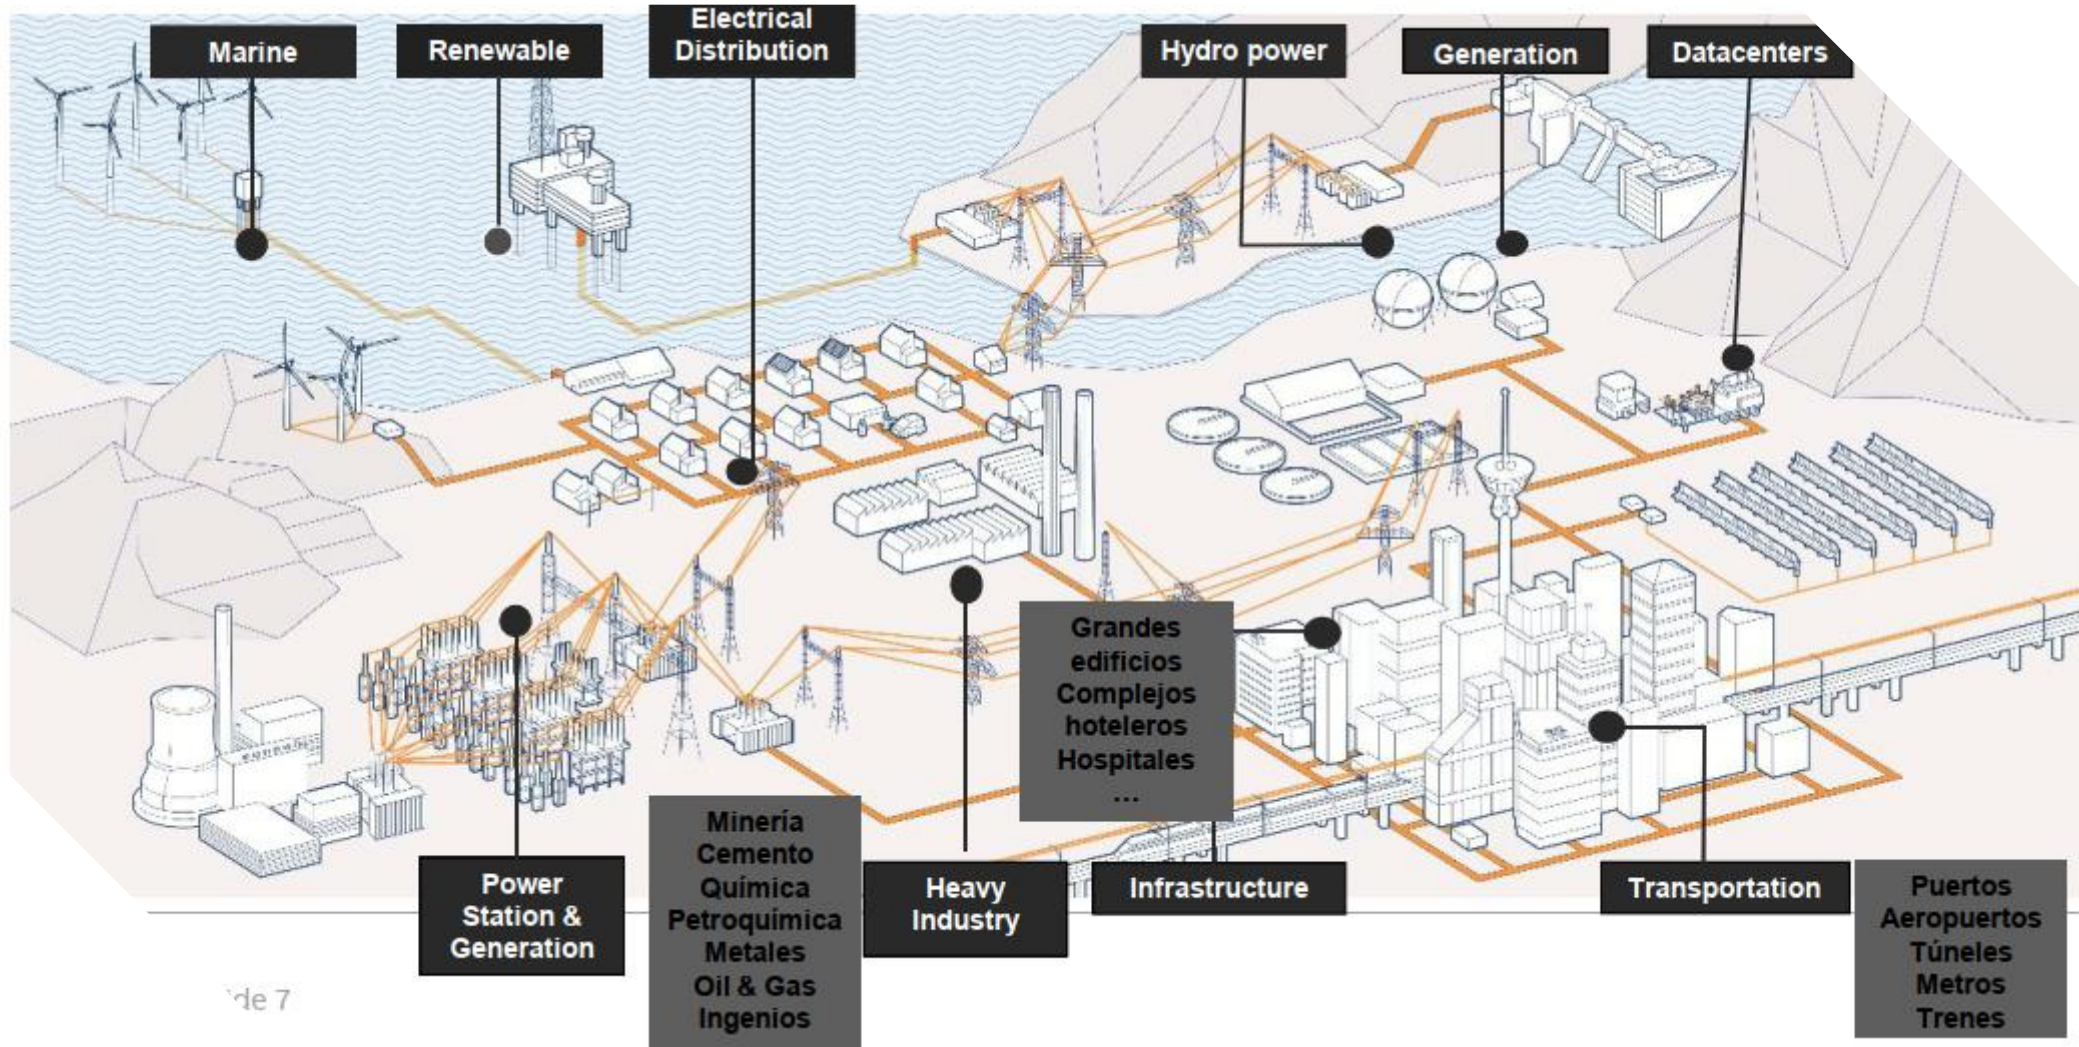 Marine
Renewable
Electrical
Distribution
Hydro power
Generation
Datacenters
Grandes
edificios
Complejos
hoteleros
Hospitales
...
Power
Station &
Generation
Minería
Cemento
Química
Petroquímica
Metales
Oil & Gas
Ingenios
Heavy
Industry
Infrastructure
Transportation
Puertos
Aeropuertos
Túneles
Metros
Trenes
7